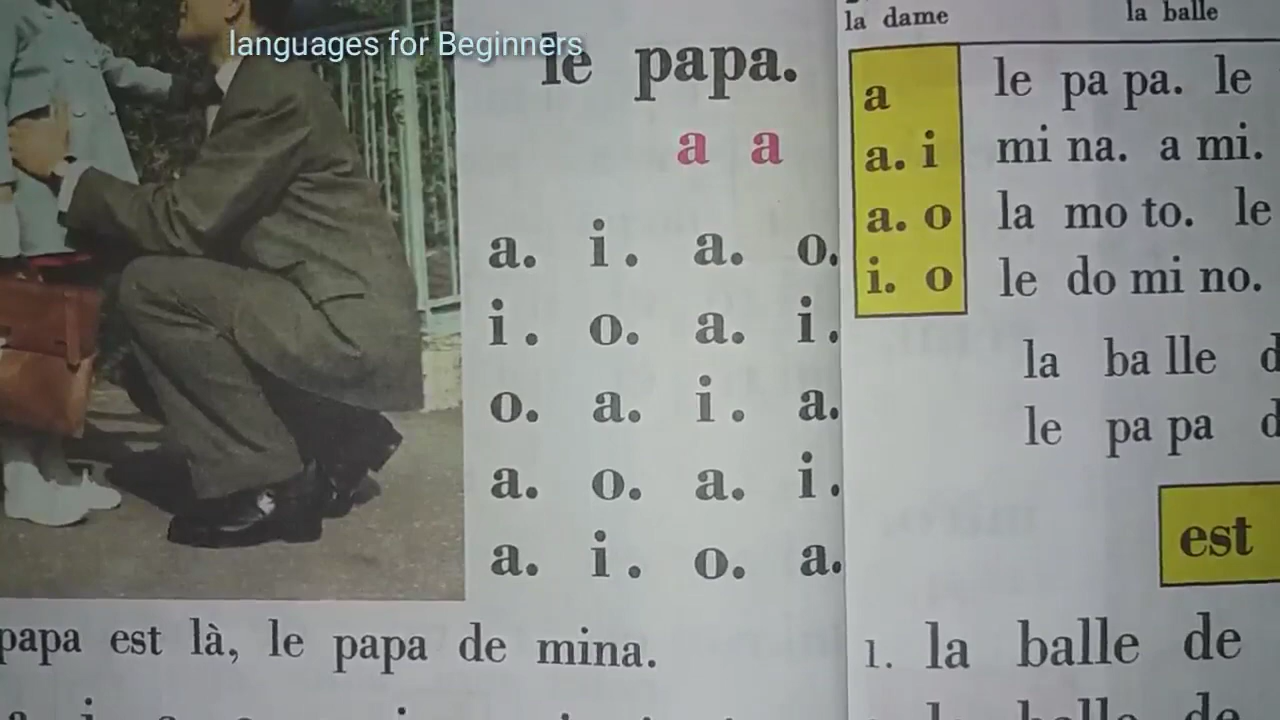 languages for Beginners
le papa.
a a
a. i. a. o.
i. o. a. i.
o. a. i. a.
a. o. a. i.
a. i. o. a.
papa est là, le papa de mina.
la dame la balle
a le pa pa. le
a. i mi na. a mi.
a. o la mo to. le
i. o le do mi no.
la ba lle d
le pa pa d
est
1. la balle de